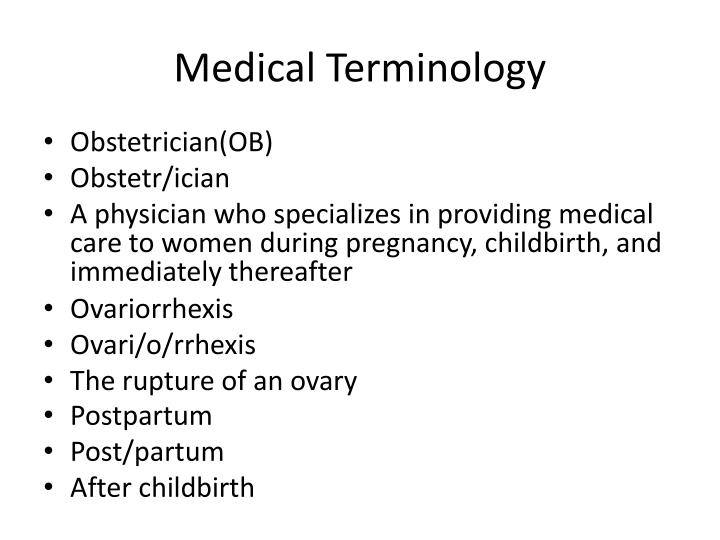 Medical Terminology
• Obstetrician(OB)
• Obstetr/ician
• A physician who specializes in providing medical
care to women during pregnancy, childbirth, and
immediately thereafter
• Ovariorrhexis
• Ovari/o/rrhexis
• The rupture of an ovary
• Postpartum
• Post/partum
• After childbirth